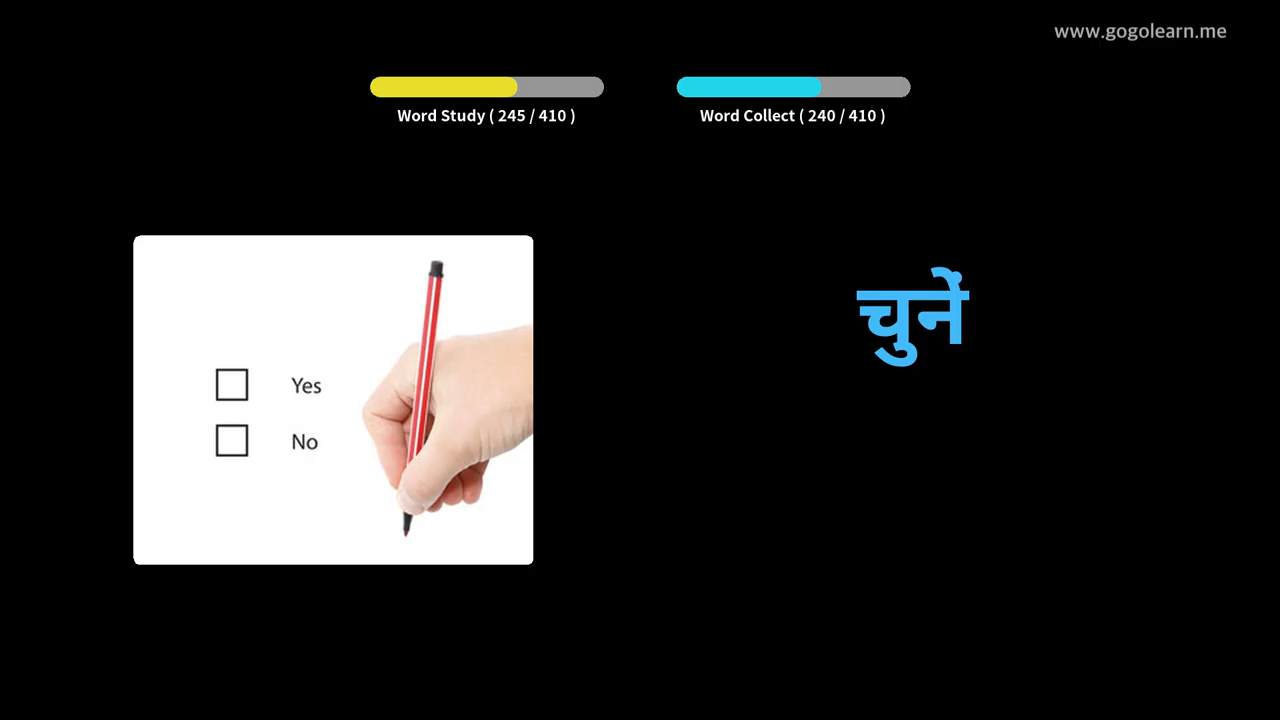 www.gogolearn.me
Word Study ( 245 / 410 )
Word Collect ( 240 / 410 )
चुनें
Yes
No